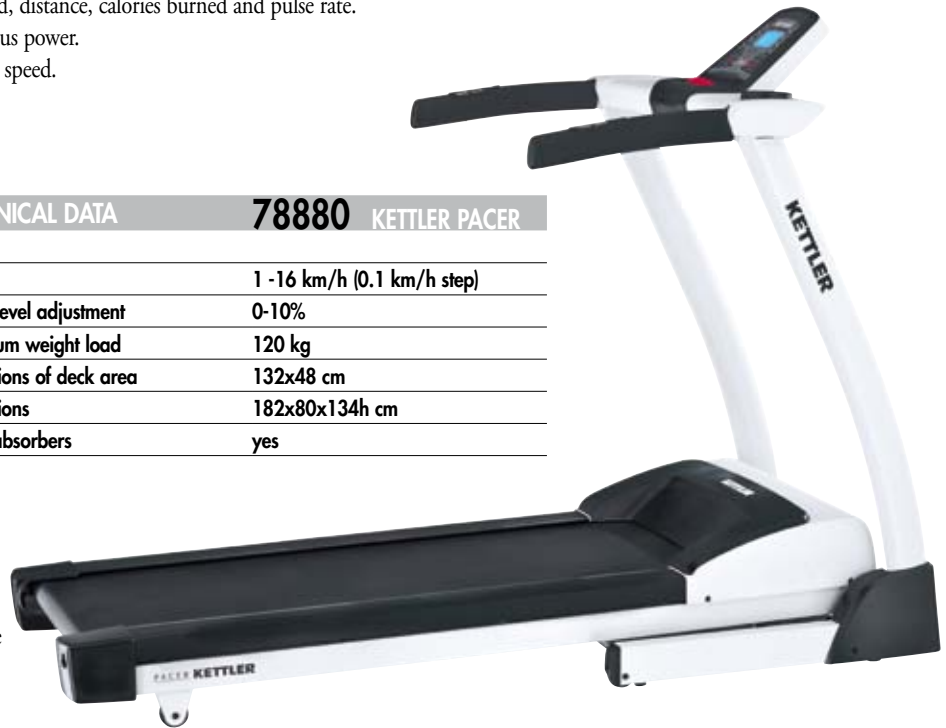 d, distance, calories burned and pulse rate.
us power.
speed.
NICAL DATA 78880 KETTLER PACER
1 -16 km/h (0.1 km/h step)
evel adjustment 0-10%
um weight load 120 kg
ions of deck area 132x48 cm
ions 182x80x134h cm
absorbers yes
KETTLER
KETTLER
PACER KETTLER